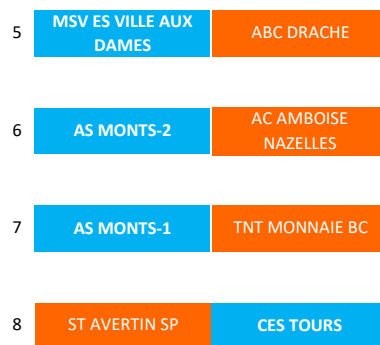 5 MSV ES VILLE AUX DAMES ABC DRACHE
6 AS MONTS-2 AC AMBOISE NAZELLES
7 AS MONTS-1 TNT MONNAIE BC
8 ST AVERTIN SP CES TOURS